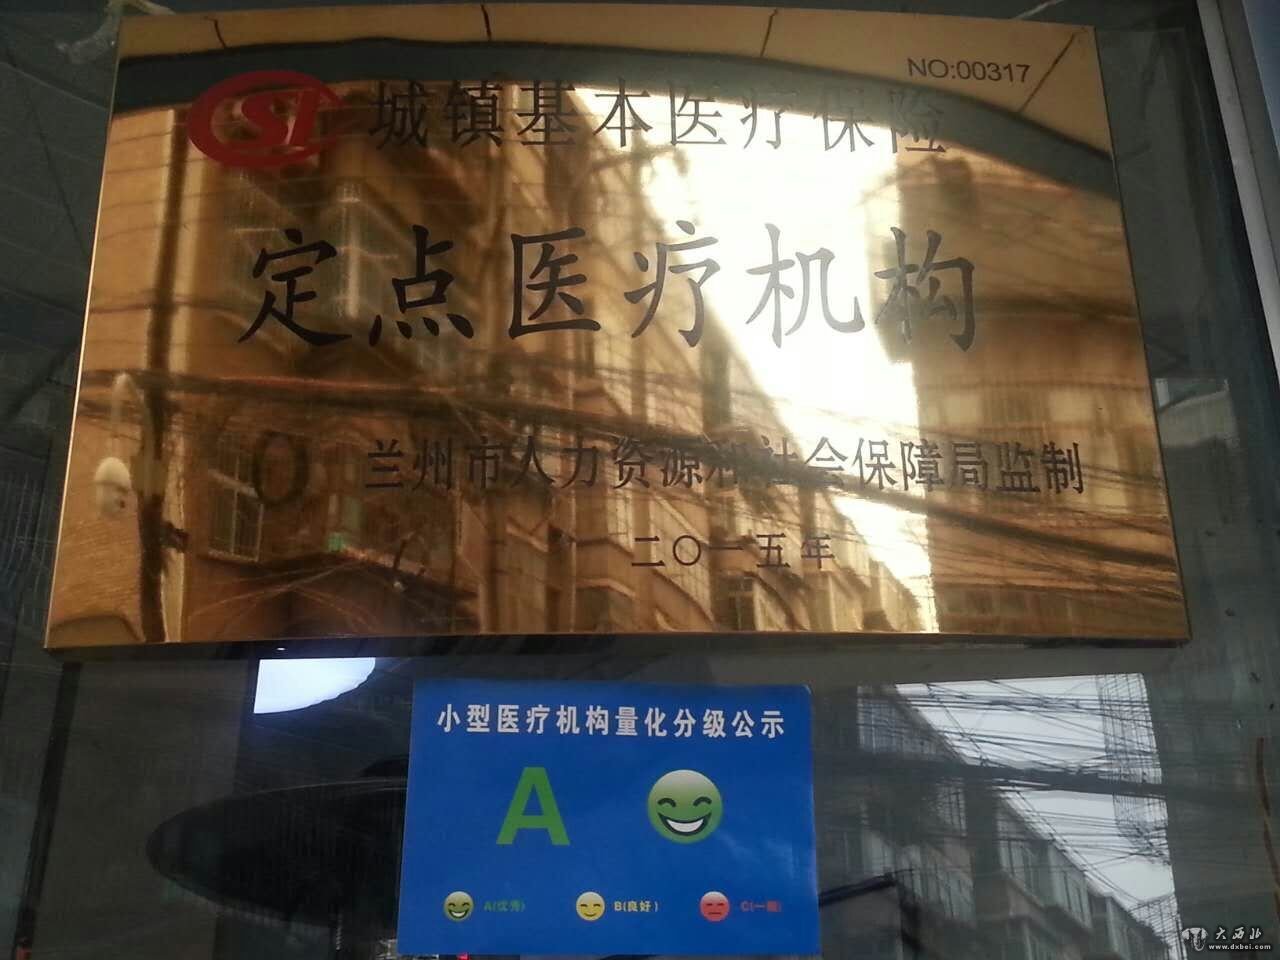 NO:00317
CSI 城镇基本医疗保险
定点医疗机构
兰州市人力资源和社会保障局监制
二〇一五年
小型医疗机构量化分级公示
A
A(优秀) B(良好) C(一般)
大西北
www.dxbei.com